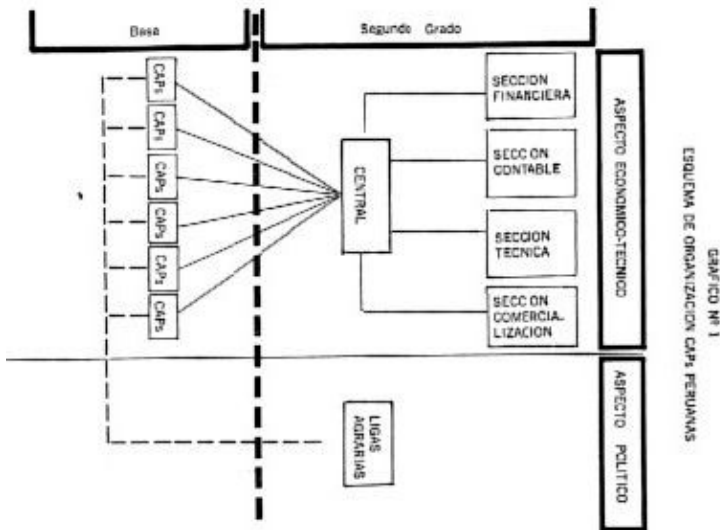 GRAFICO Nº 1
ESQUEMA DE ORGANIZACION CAPs PERUANAS
ASPECTO ECONOMICO-TECNICO
ASPECTO POLITICO
Segundo Grado
Base
SECCION
FINANCIERA
SECCION
CONTABLE
SECCION
TECNICA
SECCION
COMERCIA-
LIZACION
CENTRAL
LIGAS
AGRARIAS
CAPs
CAPs
CAPs
CAPs
CAPs
CAPs